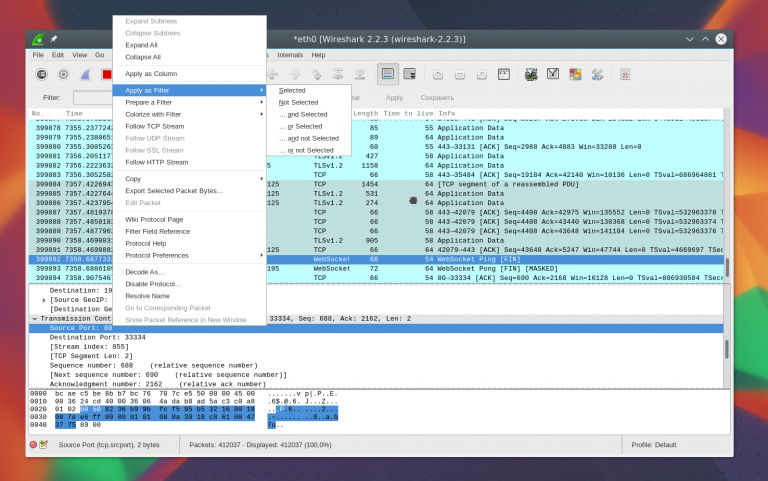 *eth0 [Wireshark 2.2.3 (wireshark-2.2.3)]
File Edit View Go Internals Help
Expand Subtrees
Collapse Subtrees
Expand All
Collapse All
Apply as Column
Apply as Filter
Prepare a Filter
Colorize with Filter
Follow TCP Stream
Follow UDP Stream
Follow SSL Stream
Follow HTTP Stream
Copy
Export Selected Packet Bytes...
Edit Packet
Wiki Protocol Page
Filter Field Reference
Protocol Help
Protocol Preferences
Decode As...
Disable Protocol...
Resolve Name
Go to Corresponding Packet
Show Packet Reference in New Window
Selected
Not Selected
... and Selected
... or Selected
... and not Selected
... or not Selected
Filter: Apply Сохранить
No. Time Length Time to live Info
399878 7355.2377242 85 55 Application Data
399879 7355.238065 89 64 Application Data
399880 7355.300526 60 55 443-33131 [ACK] Seq=2988 Ack=4883 Win=33280 Len=0
399881 7356.205117 TLSv1.2 427 58 Application Data
399882 7356.222363 125 TLSv1.2 1158 64 Application Data
399883 7356.305258 TCP 66 58 443-35484 [ACK] Seq=19184 Ack=42140 Win=10136 Len=0 TSval=686964861
399884 7357.422694 125 TCP 1454 64 [TCP segment of a reassembled PDU]
399885 7357.422764 125 TLSv1.2 531 64 Application Data
399886 7357.423795 125 TLSv1.2 274 64 Application Data
399887 7357.481937 TCP 66 58 443-42079 [ACK] Seq=4408 Ack=42975 Win=135552 Len=0 TSval=532963370
399888 7357.485818 TCP 66 58 443-42079 [ACK] Seq=4408 Ack=43440 Win=138368 Len=0 TSval=532963374
399889 7357.487796 TCP 66 58 443-42079 [ACK] Seq=4408 Ack=43648 Win=141184 Len=0 TSval=532963376
399890 7358.469003 TLSv1.2 905 58 Application Data
399891 7358.469088 125 TCP 66 64 42079-443 [ACK] Seq=43648 Ack=5247 Win=47744 Len=0 TSval=4669697
399892 7358.687733 WebSocket 68 54 WebSocket Ping [FIN]
399893 7358.688618 195 WebSocket 72 64 WebSocket Pong [FIN] [MASKED]
399894 7358.907546 TCP 66 54 80-33334 [ACK] Seq=690 Ack=2168 Win=16128 Len=0 TSval=806930584
Destination: 19
[Source GeoIP:
[Destination Ge
Transmission Cont 33334, Seq: 688, Ack: 2162, Len: 2
Source Port: 80
Destination Port: 33334
[Stream index: 855]
[TCP Segment Len: 2]
Sequence number: 688 (relative sequence number)
[Next sequence number: 690 (relative sequence number)]
Acknowledgment number: 2162 (relative ack number)
0000 bc ae c5 be 8b b7 bc 76 70 7c e5 50 08 00 45 00 .......v p|.P..E.
0010 00 36 24 cd 40 00 36 06 4a da b8 ad 5a c3 c0 a8 .6$.@.6. J...Z...
0020 01 02 00 50 82 36 b9 9b fc f5 95 b5 32 16 80 18
0030 00 7e e6 ff 00 00 01 01 08 0a 30 18 c8 61 00 47
0040 37 75 89 00 7u..
Source Port (tcp.srcport), 2 bytes
Packets: 412037 · Displayed: 412037 (100,0%)
Profile: Default